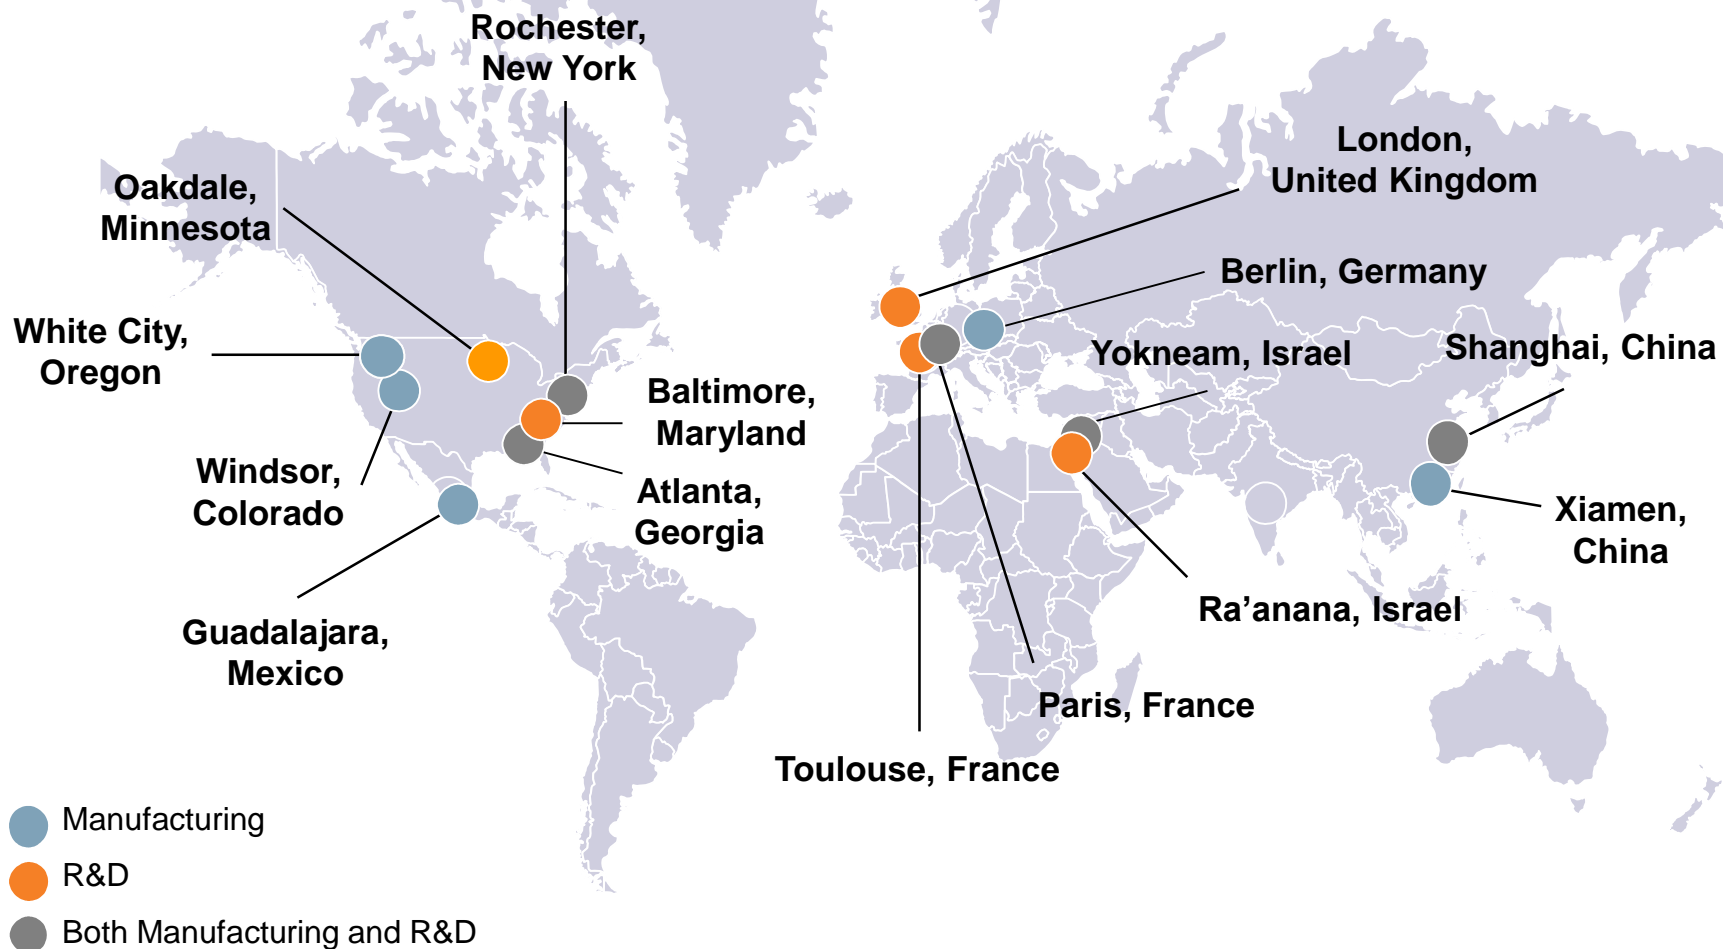 Rochester,
New York
London,
United Kingdom
Oakdale,
Minnesota
Berlin, Germany
White City,
Oregon
Yokneam, Israel
Shanghai, China
Baltimore,
Maryland
Windsor,
Colorado
Atlanta,
Georgia
Xiamen,
China
Ra’anana, Israel
Guadalajara,
Mexico
Paris, France
Toulouse, France
Manufacturing
R&D
Both Manufacturing and R&D